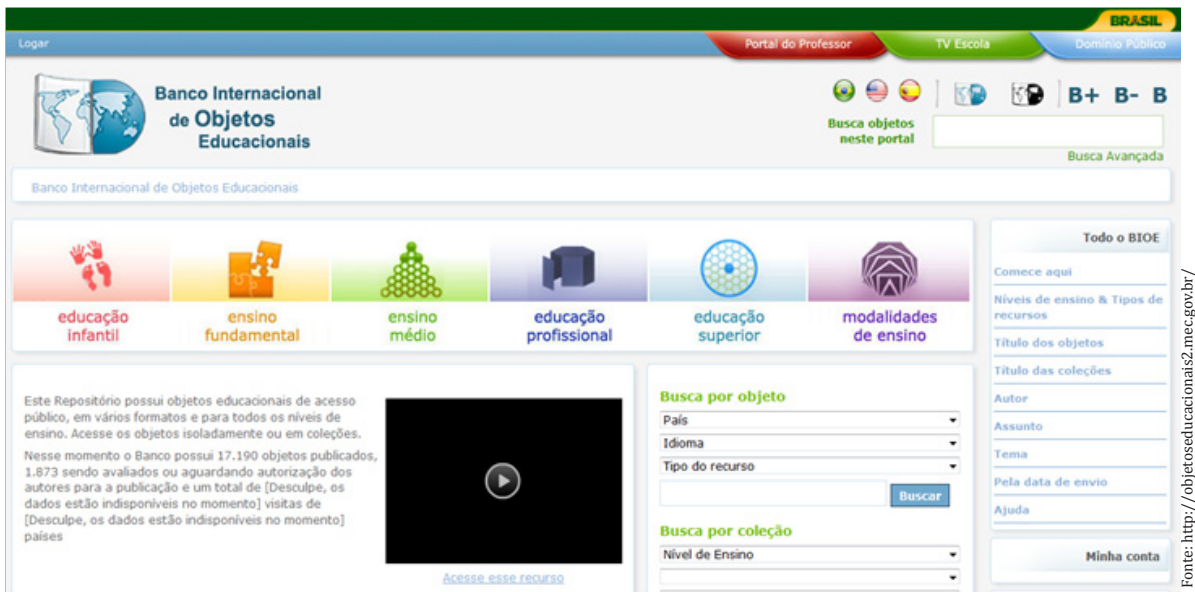 BRASIL
Logar
Portal do Professor
TV Escola
Domínio Público
Banco Internacional
de Objetos
Educacionais
B+ B- B
Busca objetos
neste portal
Busca Avançada
Banco Internacional de Objetos Educacionais
educação
infantil
ensino
fundamental
ensino
médio
educação
profissional
educação
superior
modalidades
de ensino
Este Repositório possui objetos educacionais de acesso
público, em vários formatos e para todos os níveis de
ensino. Acesse os objetos isoladamente ou em coleções.
Nesse momento o Banco possui 17.190 objetos publicados,
1.873 sendo avaliados ou aguardando autorização dos
autores para a publicação e um total de [Desculpe, os
dados estão indisponíveis no momento] visitas de
[Desculpe, os dados estão indisponíveis no momento]
países
Acesse esse recurso
Busca por objeto
País
Idioma
Tipo do recurso
Buscar
Busca por coleção
Nível de Ensino
Todo o BIOE
Comece aqui
Níveis de ensino & Tipos de
recursos
Título dos objetos
Título das coleções
Autor
Assunto
Tema
Pela data de envio
Ajuda
Minha conta
Fonte: http://objetoseducacionais2.mec.gov.br/